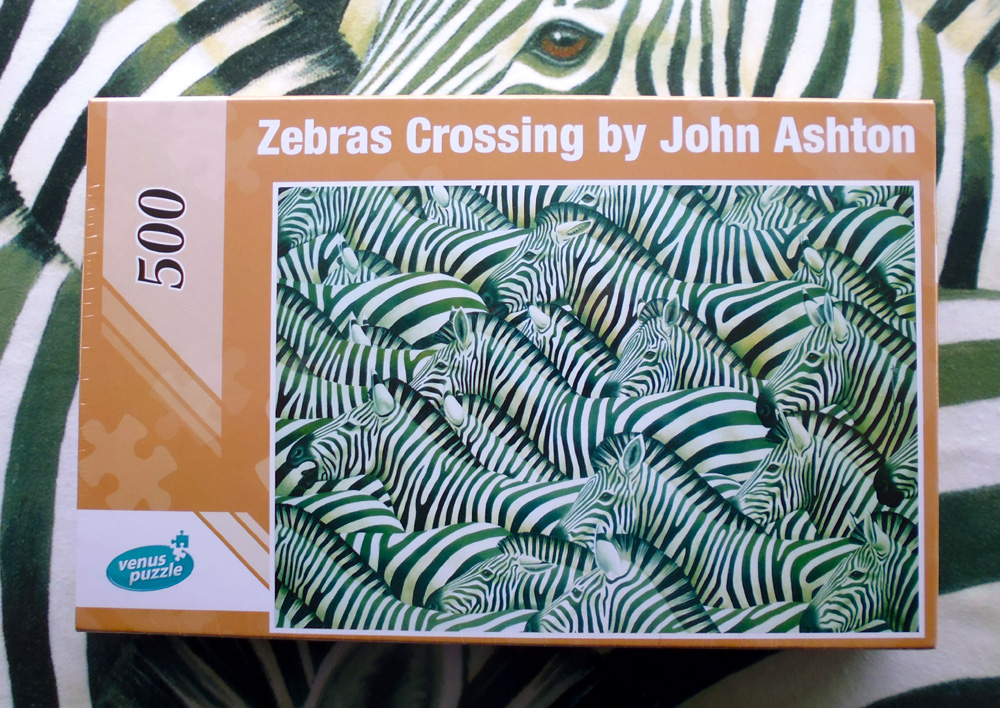 Zebras Crossing by John Ashton
500
venus
puzzle